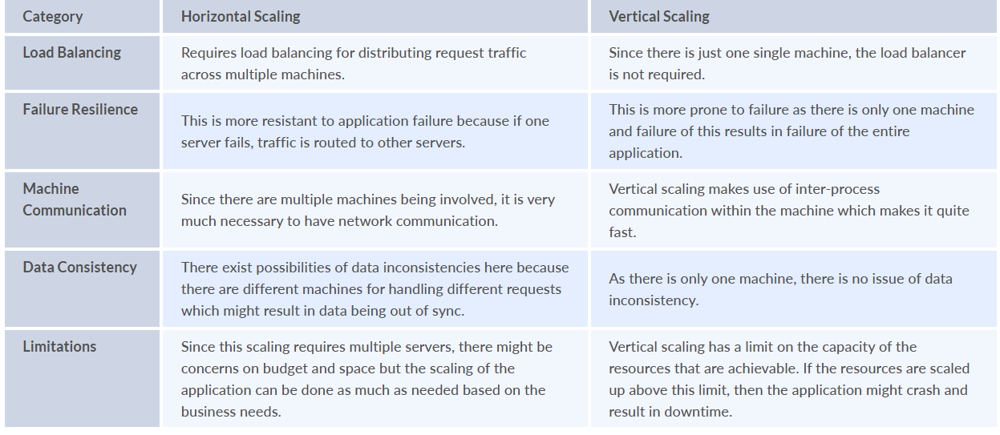 Category
Horizontal Scaling
Vertical Scaling
Load Balancing
Requires load balancing for distributing request traffic
across multiple machines.
Since there is just one single machine, the load balancer
is not required.
Failure Resilience
This is more resistant to application failure because if one
server fails, traffic is routed to other servers.
This is more prone to failure as there is only one machine
and failure of this results in failure of the entire
application.
Machine
Communication
Since there are multiple machines being involved, it is very
much necessary to have network communication.
Vertical scaling makes use of inter-process
communication within the machine which makes it quite
fast.
Data Consistency
There exist possibilities of data inconsistencies here because
there are different machines for handling different requests
which might result in data being out of sync.
As there is only one machine, there is no issue of data
inconsistency.
Limitations
Since this scaling requires multiple servers, there might be
concerns on budget and space but the scaling of the
application can be done as much as needed based on the
business needs.
Vertical scaling has a limit on the capacity of the
resources that are achievable. If the resources are scaled
up above this limit, then the application might crash and
result in downtime.